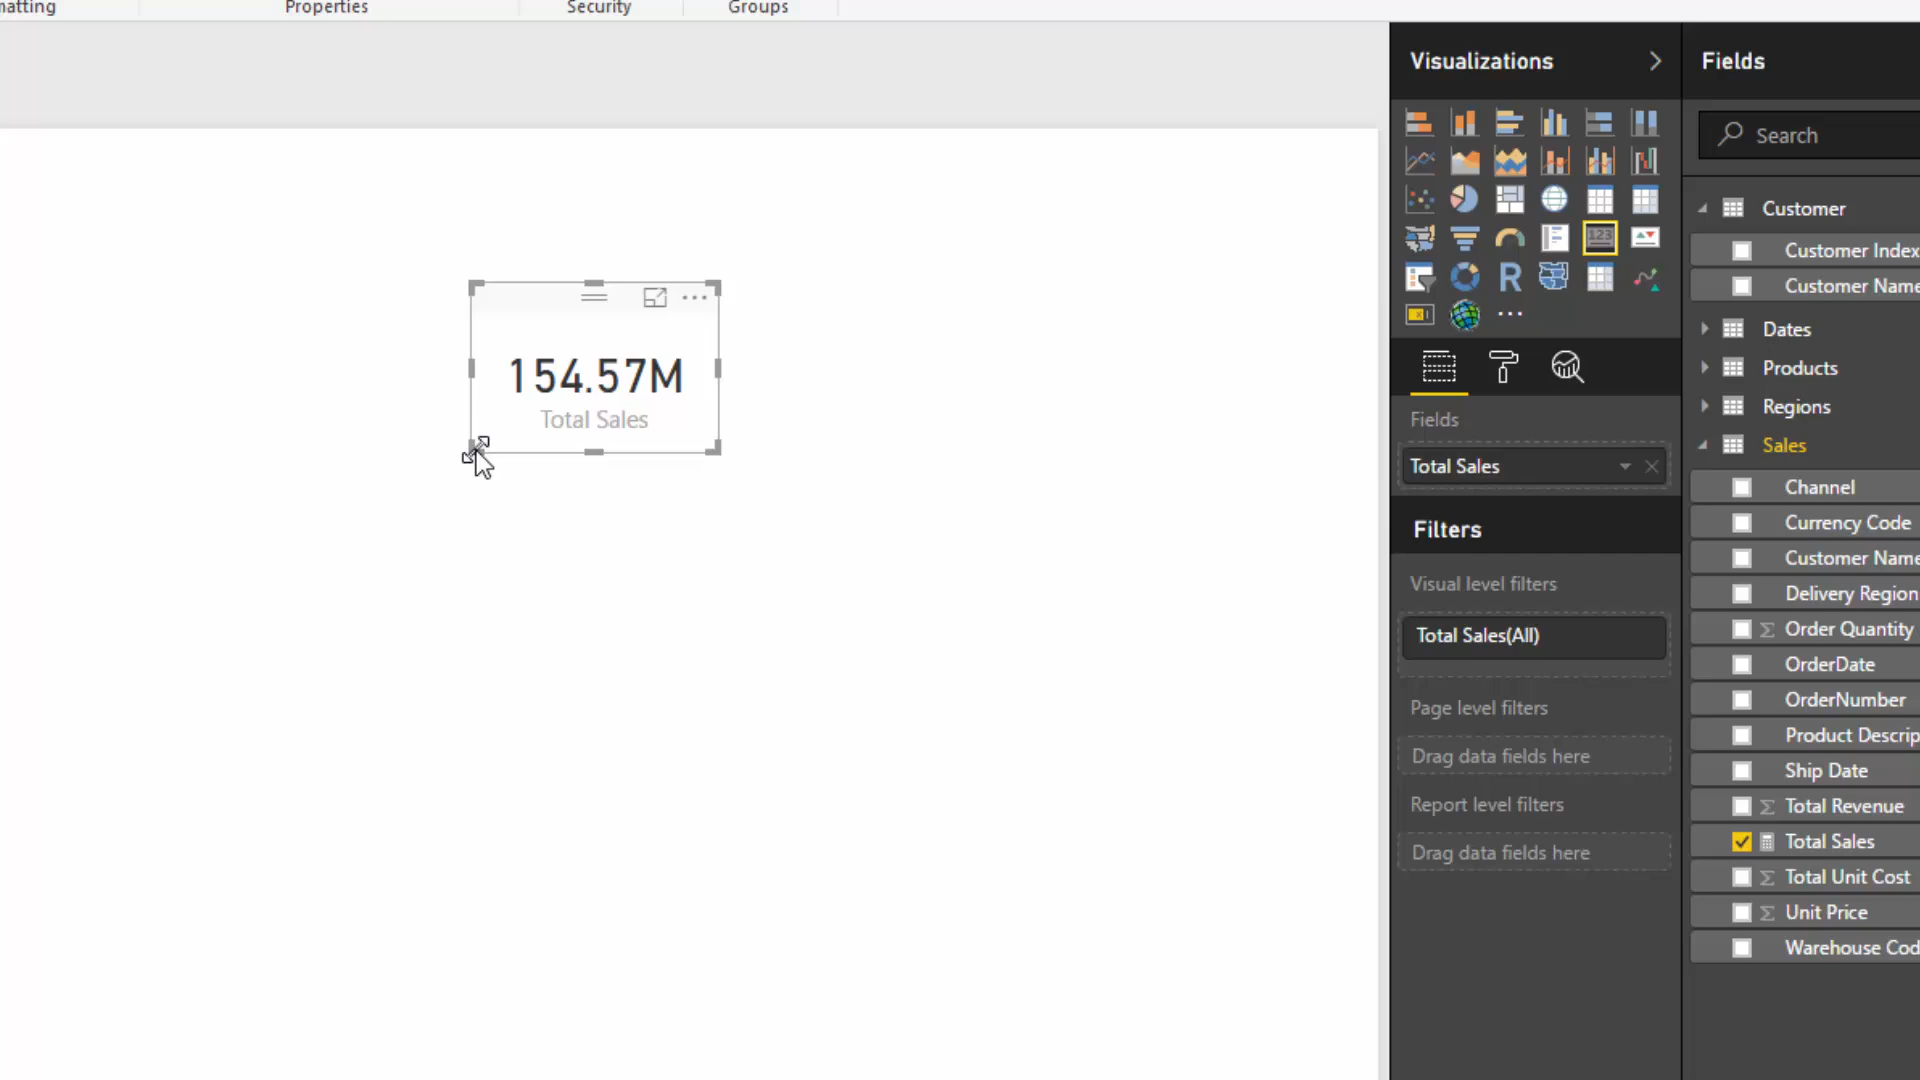 matting
Properties
Security
Groups
154.57M
Total Sales
Visualizations
123
R
Fields
Total Sales
Filters
Visual level filters
Total Sales(All)
Page level filters
Drag data fields here
Report level filters
Drag data fields here
Fields
Search
Customer
Customer Index
Customer Name
Dates
Products
Regions
Sales
Channel
Currency Code
Customer Name
Delivery Region
Σ Order Quantity
OrderDate
OrderNumber
Product Descrip
Ship Date
Σ Total Revenue
Total Sales
Σ Total Unit Cost
Σ Unit Price
Warehouse Cod